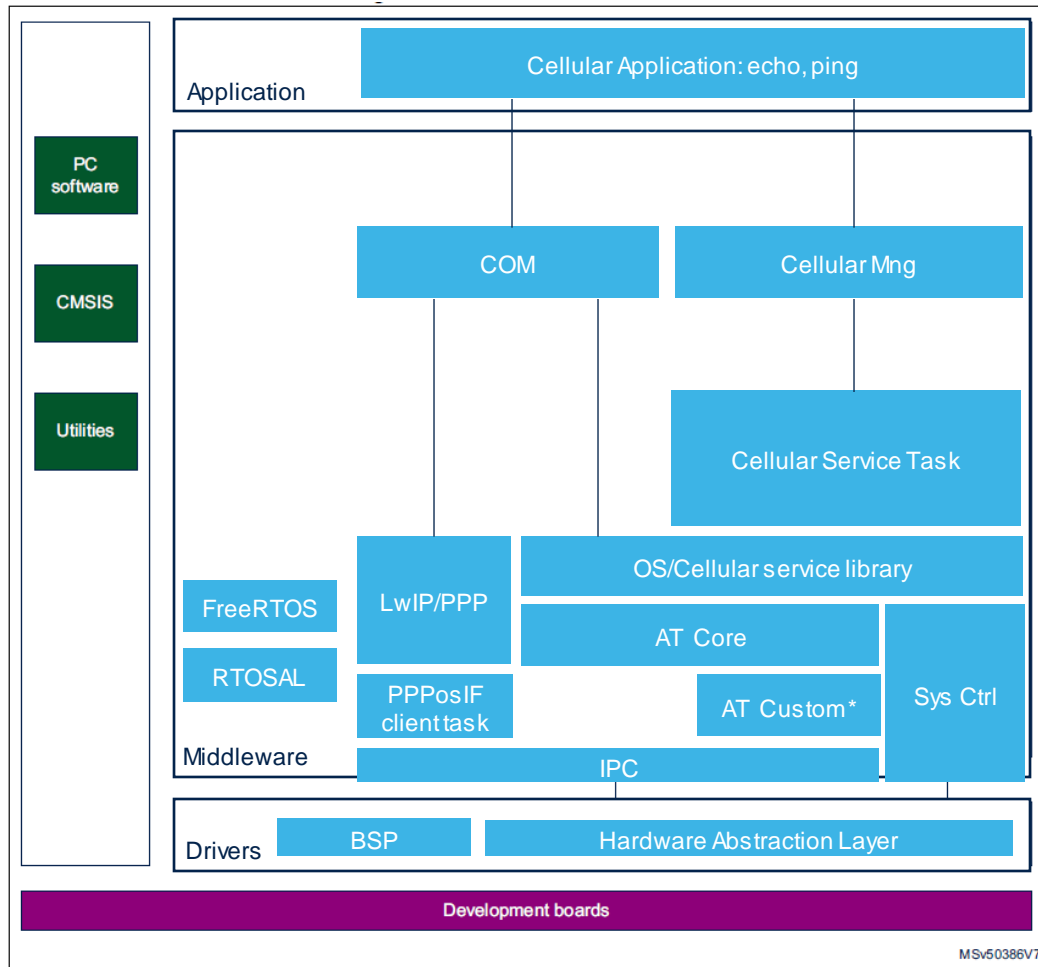 Cellular Application: echo, ping
Application
PC
software
CMSIS
Utilities
COM
Cellular Mng
Cellular Service Task
OS/Cellular service library
LwIP/PPP
FreeRTOS
AT Core
RTOSAL
PPPosIF
client task
AT Custom*
Sys Ctrl
Middleware
IPC
BSP
Hardware Abstraction Layer
Drivers
Development boards
MSv50386V7